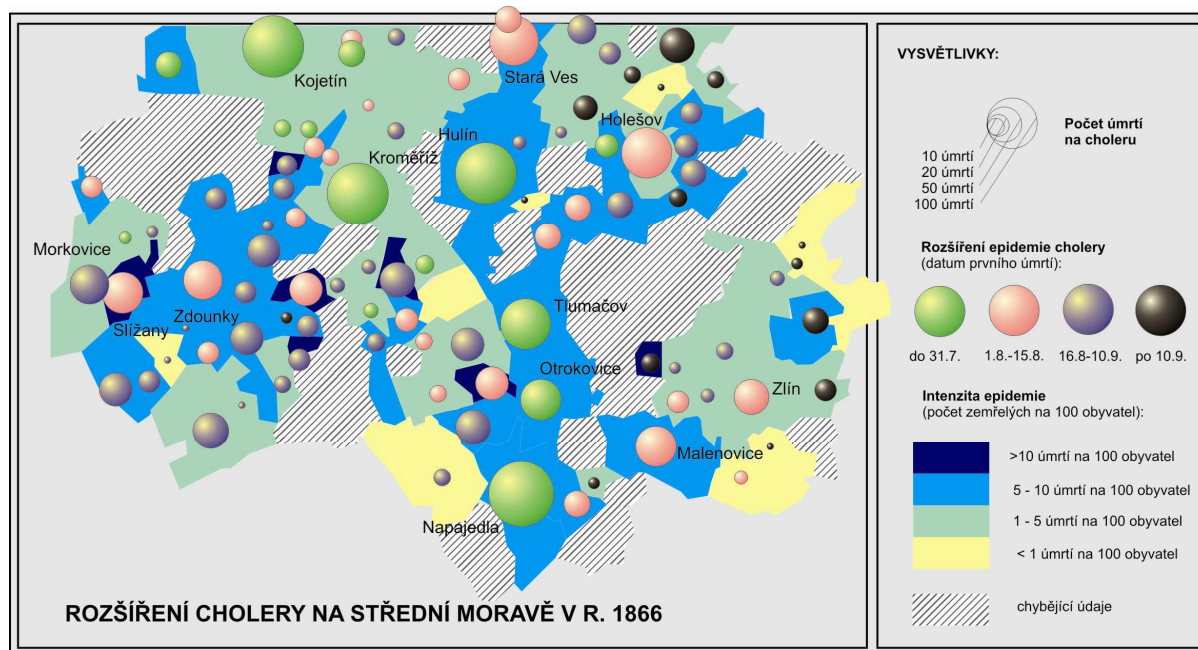 Kojetín
Stará Ves
Holešov
Hulín
Kroměříž
Morkovice
Slížany
Zdounky
Tlumačov
Otrokovice
Zlín
Malenovice
Napajedla
ROZŠÍŘENÍ CHOLERY NA STŘEDNÍ MORAVĚ V R. 1866
VYSVĚTLIVKY:
Počet úmrtí
na choleru
10 úmrtí
20 úmrtí
50 úmrtí
100 úmrtí
Rozšíření epidemie cholery
(datum prvního úmrtí):
do 31.7.
1.8.-15.8.
16.8-10.9.
po 10.9.
Intenzita epidemie
(počet zemřelých na 100 obyvatel):
>10 úmrtí na 100 obyvatel
5 - 10 úmrtí na 100 obyvatel
1 - 5 úmrtí na 100 obyvatel
< 1 úmrtí na 100 obyvatel
chybějící údaje